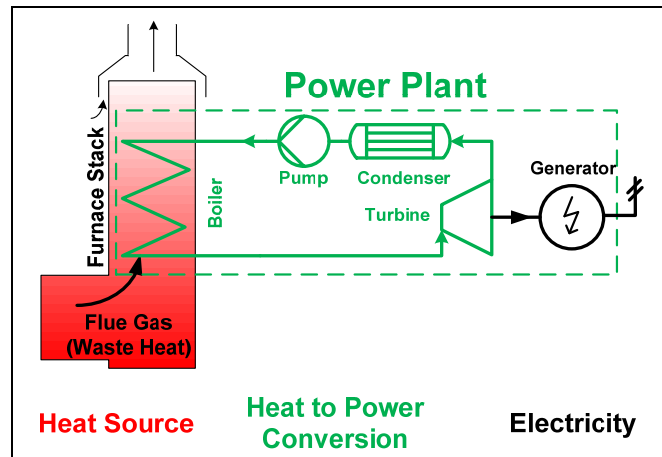 Power Plant
Furnace Stack
Boiler
Pump
Condenser
Generator
Turbine
Flue Gas
(Waste Heat)
Heat Source
Heat to Power
Conversion
Electricity